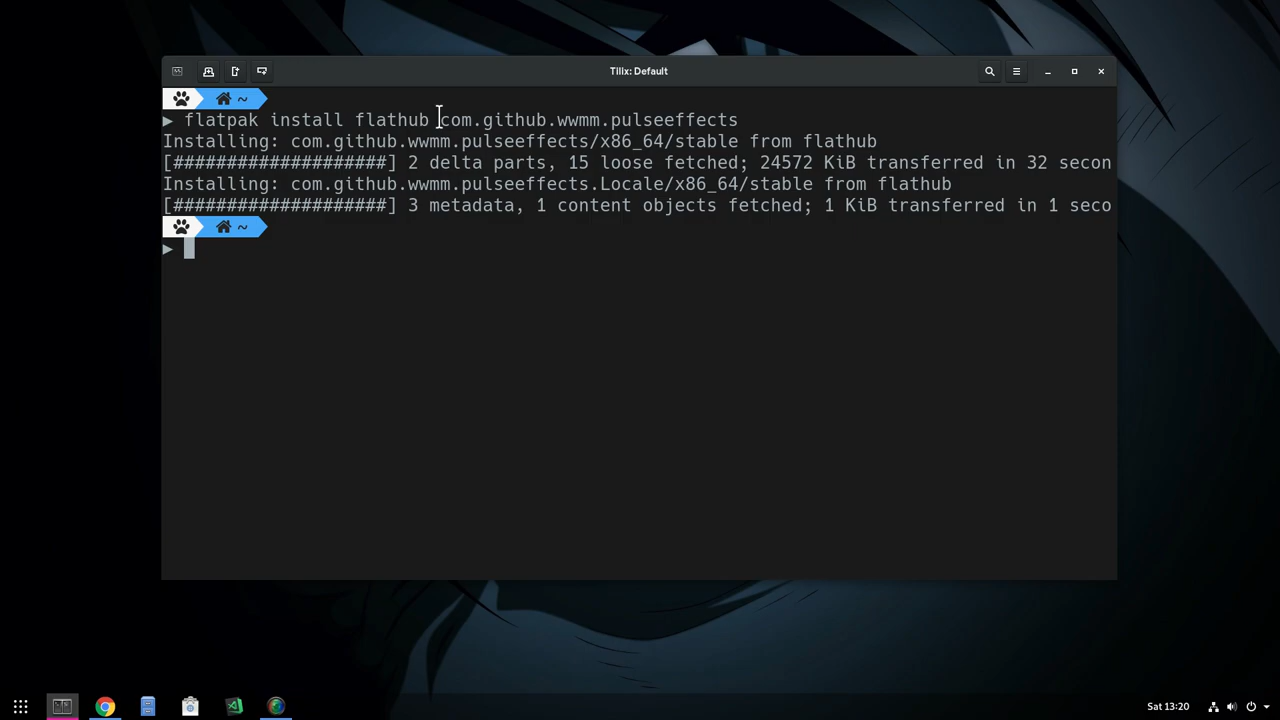 Tilix: Default
~
▶ flatpak install flathub com.github.wwmm.pulseeffects
Installing: com.github.wwmm.pulseeffects/x86_64/stable from flathub
[####################] 2 delta parts, 15 loose fetched; 24572 KiB transferred in 32 secon
Installing: com.github.wwmm.pulseeffects.Locale/x86_64/stable from flathub
[####################] 3 metadata, 1 content objects fetched; 1 KiB transferred in 1 seco
~
▶
Sat 13:20